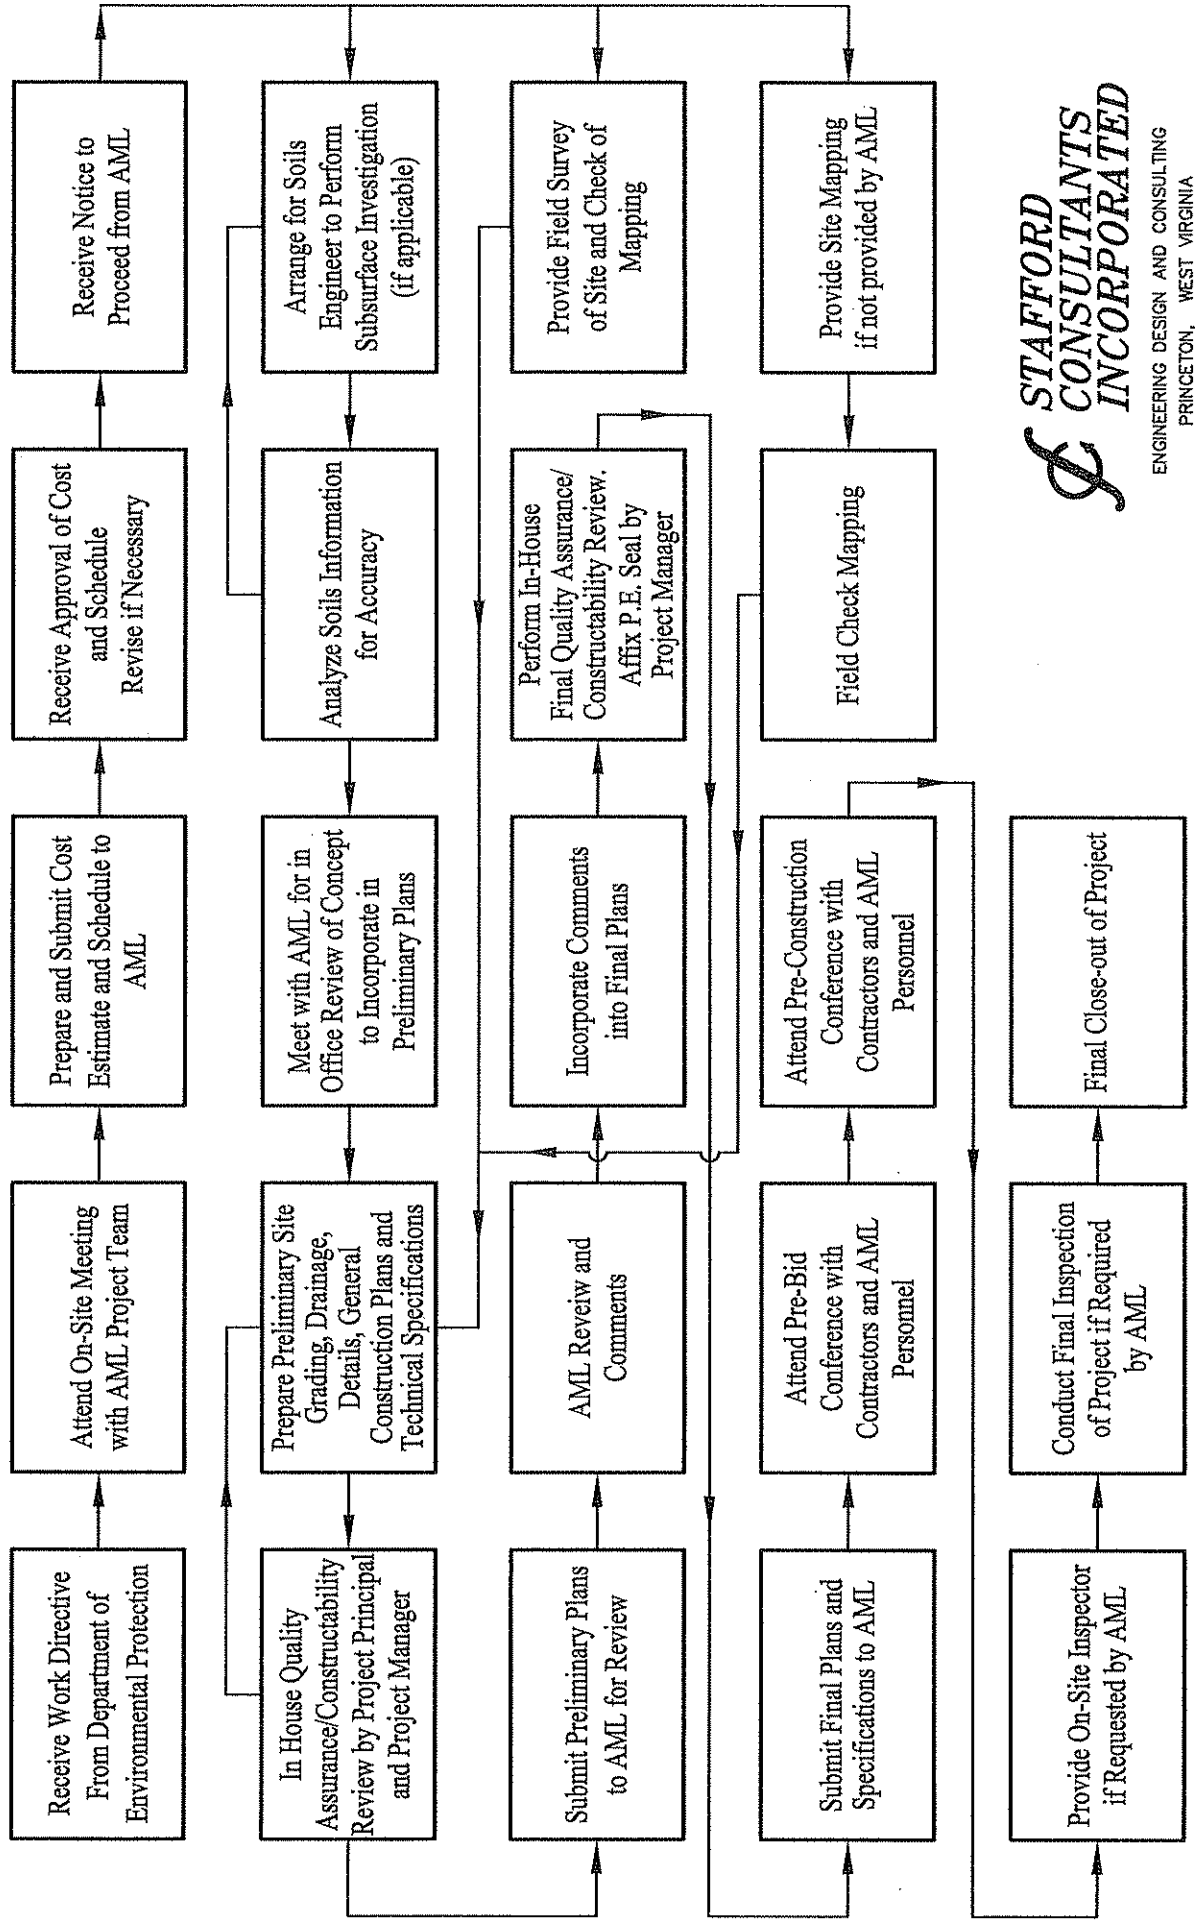 Receive Work Directive
From Department of
Environmental Protection
Attend On-Site Meeting
with AML Project Team
Prepare and Submit Cost
Estimate and Schedule to
AML
Receive Approval of Cost
and Schedule
Revise if Necessary
Receive Notice to
Proceed from AML
Arrange for Soils
Engineer to Perform
Subsurface Investigation
(if applicable)
Analyze Soils Information
for Accuracy
Meet with AML for in
Office Review of Concept
to Incorporate in
Preliminary Plans
Prepare Preliminary Site
Grading, Drainage,
Details, General
Construction Plans and
Technical Specifications
In House Quality
Assurance/Constructability
Review by Project Principal
and Project Manager
Provide Field Survey
of Site and Check of
Mapping
Submit Preliminary Plans
to AML for Review
AML Reveiw and
Comments
Incorporate Comments
into Final Plans
Perform In-House
Final Quality Assurance/
Constructability Review.
Affix P.E. Seal by
Project Manager
Provide Site Mapping
if not provided by AML
Field Check Mapping
Submit Final Plans and
Specifications to AML
Attend Pre-Bid
Conference with
Contractors and AML
Personnel
Attend Pre-Construction
Conference with
Contractors and AML
Personnel
Provide On-Site Inspector
if Requested by AML
Conduct Final Inspection
of Project if Required
by AML
Final Close-out of Project
STAFFORD
CONSULTANTS
INCORPORATED
ENGINEERING DESIGN AND CONSULTING
PRINCETON, WEST VIRGINIA